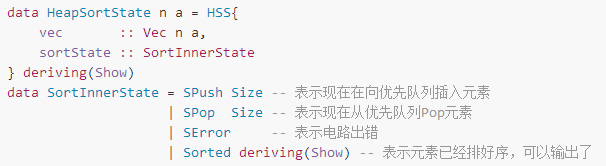 data HeapSortState n a = HSS{
    vec       :: Vec n a,
    sortState :: SortInnerState
} deriving(Show)
data SortInnerState = SPush Size -- 表示现在在向优先队列插入元素
                    | SPop  Size -- 表示现在从优先队列Pop元素
                    | SError     -- 表示电路出错
                    | Sorted deriving(Show) -- 表示元素已经排好序，可以输出了